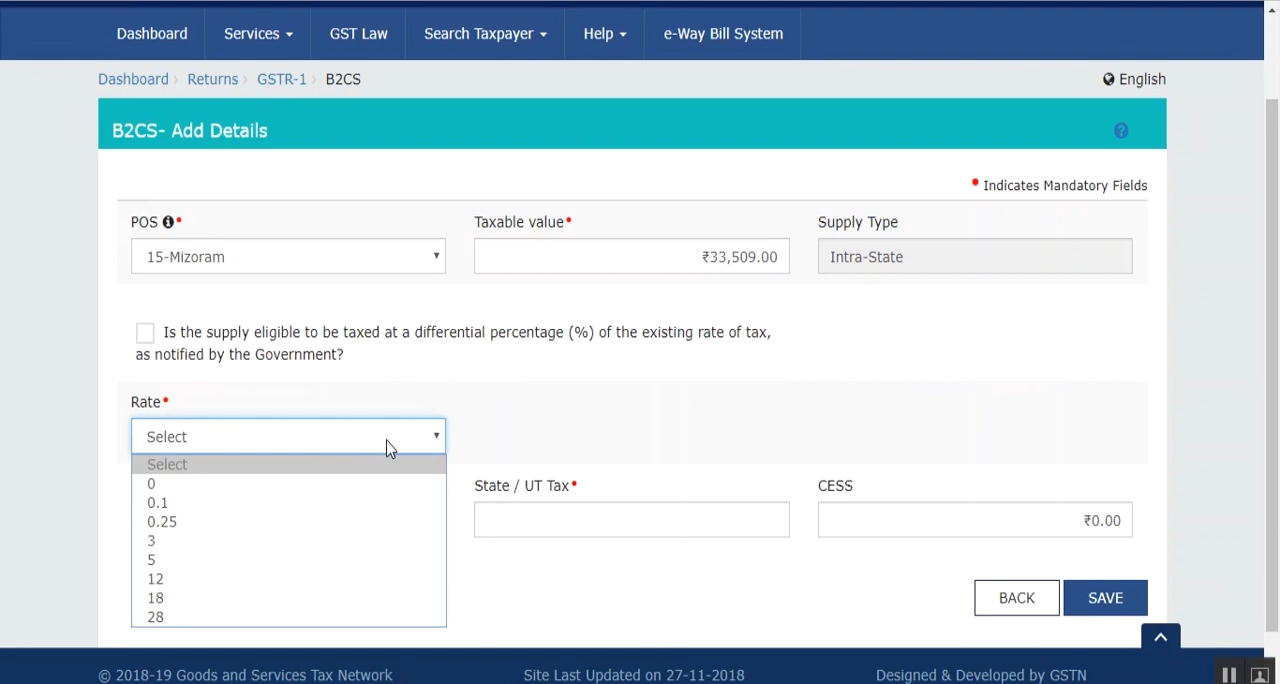 Dashboard Services GST Law Search Taxpayer Help e-Way Bill System
Dashboard Returns GSTR-1 B2CS English
B2CS- Add Details ?
• Indicates Mandatory Fields
POS • Taxable value• Supply Type
15-Mizoram ₹33,509.00 Intra-State
Is the supply eligible to be taxed at a differential percentage (%) of the existing rate of tax,
as notified by the Government?
Rate•
Select
Select
0
0.1
0.25
3
5
12
18
28
State / UT Tax• CESS
₹0.00
BACK SAVE
© 2018-19 Goods and Services Tax Network Site Last Updated on 27-11-2018 Designed & Developed by GSTN